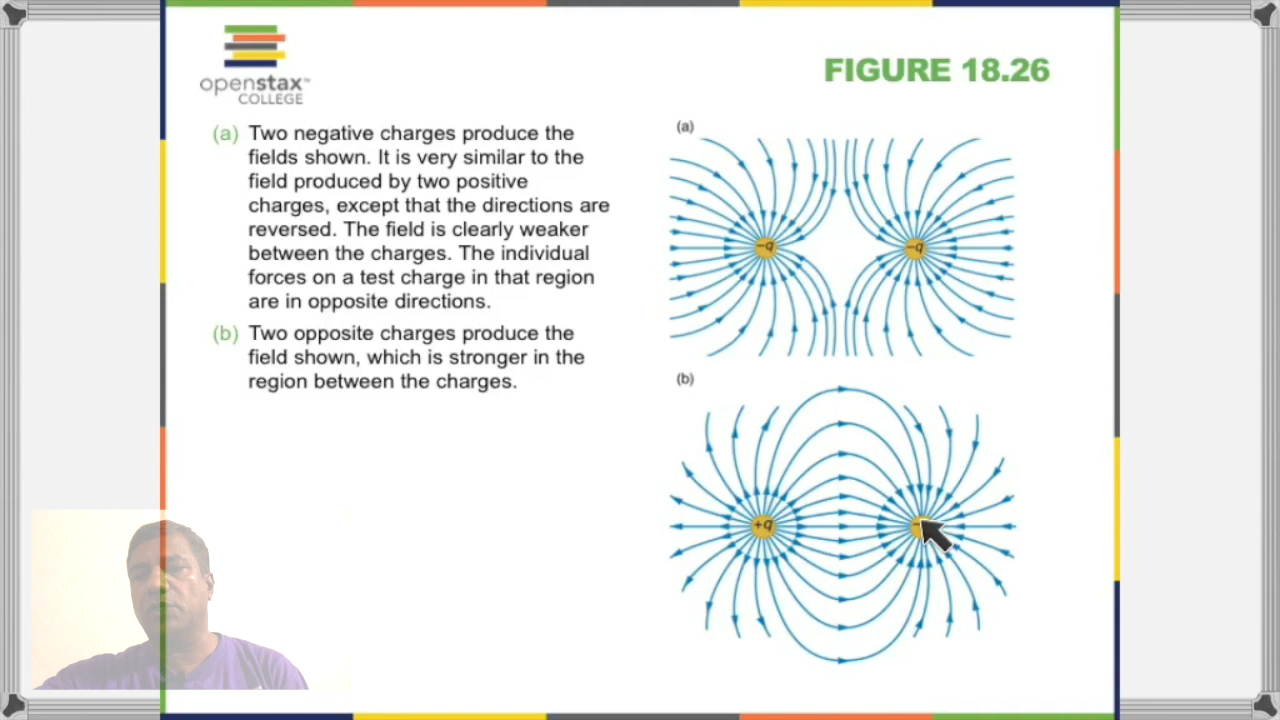 openstax™
COLLEGE
FIGURE 18.26
(a) Two negative charges produce the
fields shown. It is very similar to the
field produced by two positive
charges, except that the directions are
reversed. The field is clearly weaker
between the charges. The individual
forces on a test charge in that region
are in opposite directions.
(b) Two opposite charges produce the
field shown, which is stronger in the
region between the charges.
(a)
−q
−q
(b)
+q